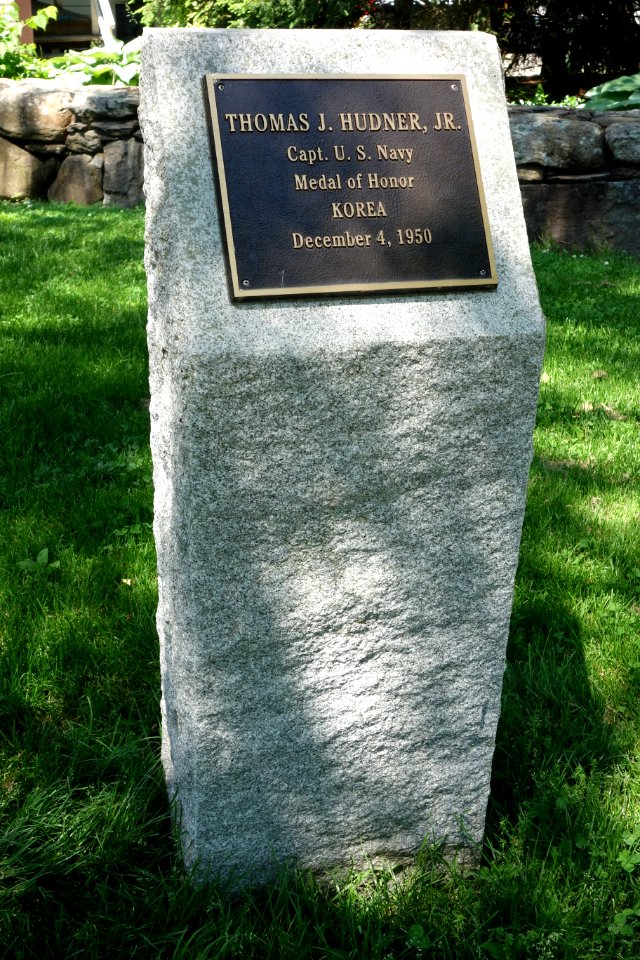 THOMAS J. HUDNER, JR.
Capt. U. S. Navy
Medal of Honor
KOREA
December 4, 1950